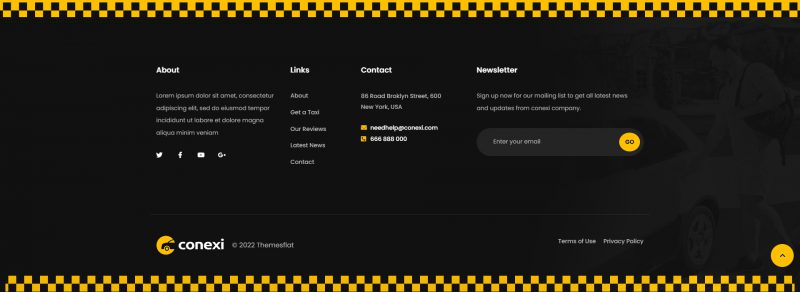 About
Lorem ipsum dolor sit amet, consectetur
adipiscing elit, sed do eiusmod tempor
incididunt ut labore et dolore magna
aliqua minim veniam
Links
About
Get a Taxi
Our Reviews
Latest News
Contact
Contact
86 Road Broklyn Street, 600
New York, USA
needhelp@conexi.com
666 888 000
Newsletter
Sign up now for our mailing list to get all latest news
and updates from conexi company.
Enter your email GO
conexi © 2022 Themesflat
Terms of Use Privacy Policy